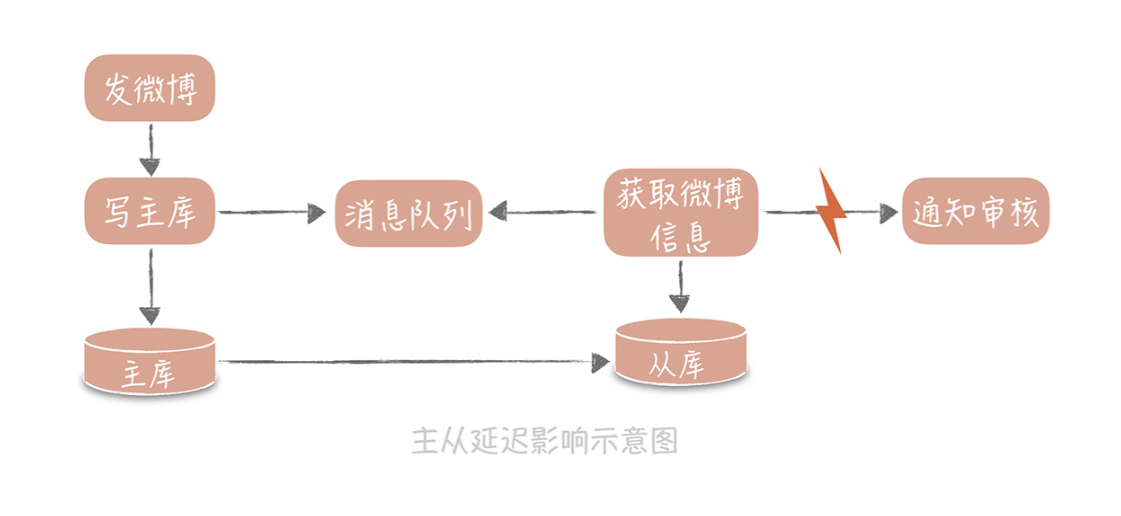 发微博
写主库
消息队列
获取微博
信息
通知审核
主库
从库
主从延迟影响示意图